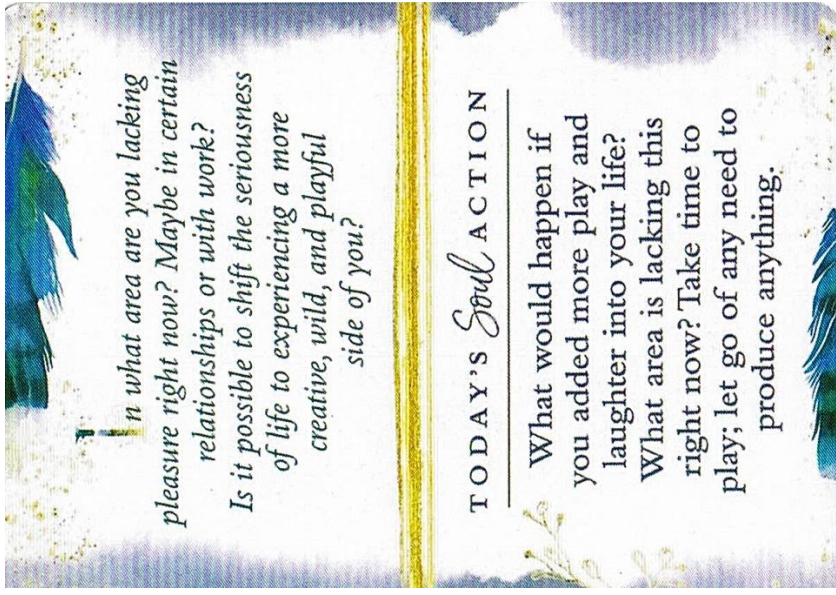 In what area are you lacking
pleasure right now? Maybe in certain
relationships or with work?
Is it possible to shift the seriousness
of life to experiencing a more
creative, wild, and playful
side of you?
TODAY'S Soul ACTION
What would happen if
you added more play and
laughter into your life?
What area is lacking this
right now? Take time to
play; let go of any need to
produce anything.